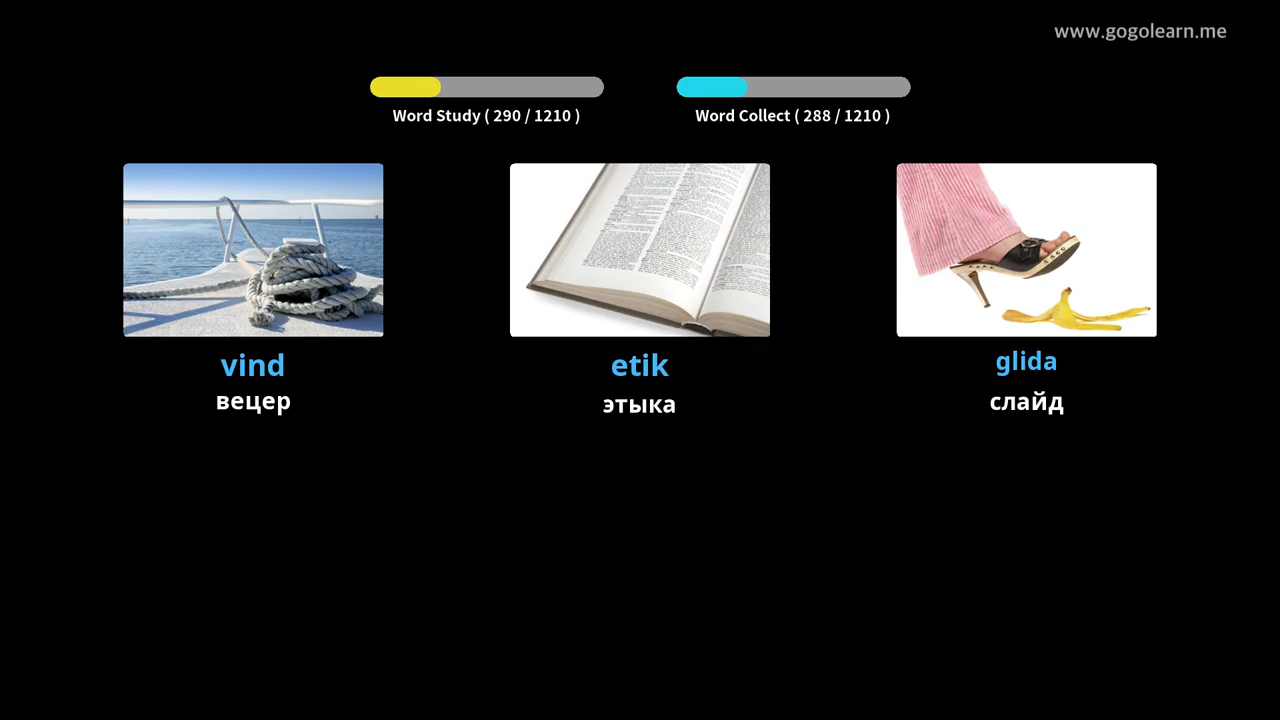 www.gogolearn.me
Word Study ( 290 / 1210 )
Word Collect ( 288 / 1210 )
vind
вецер
etik
этыка
glida
слайд